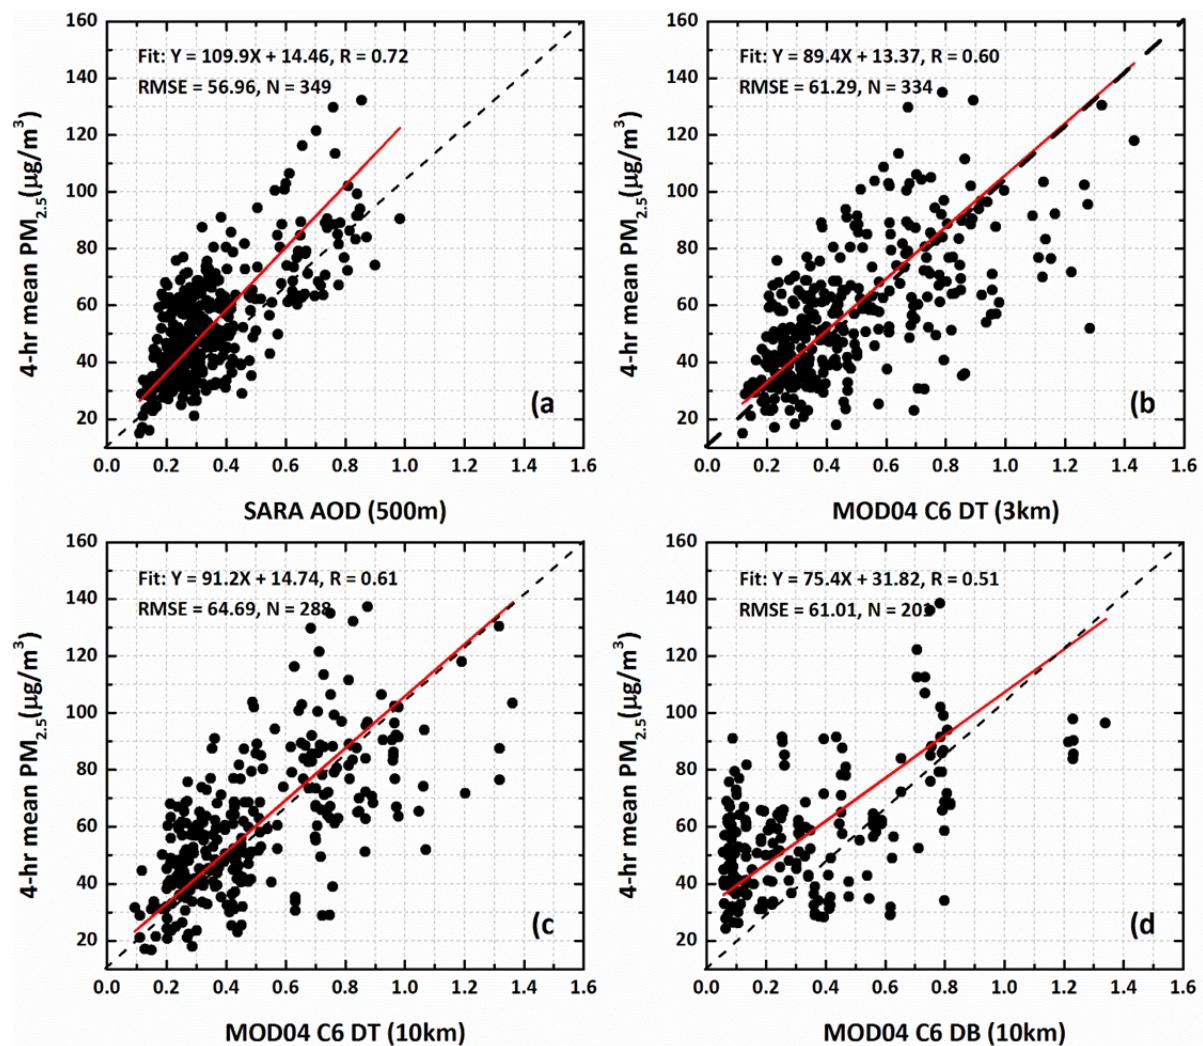 Fit: Y = 109.9X + 14.46, R = 0.72
RMSE = 56.96, N = 349
160
140
120
100
80
60
40
20
4-hr mean PM2.5(μg/m³)
(a
0.0 0.2 0.4 0.6 0.8 1.0 1.2 1.4 1.6
SARA AOD (500m)
Fit: Y = 89.4X + 13.37, R = 0.60
RMSE = 61.29, N = 334
160
140
120
100
80
60
40
20
4-hr mean PM2.5(μg/m³)
(b
0.0 0.2 0.4 0.6 0.8 1.0 1.2 1.4 1.6
MOD04 C6 DT (3km)
Fit: Y = 91.2X + 14.74, R = 0.61
RMSE = 64.69, N = 288
160
140
120
100
80
60
40
20
4-hr mean PM2.5(μg/m³)
(c
0.0 0.2 0.4 0.6 0.8 1.0 1.2 1.4 1.6
MOD04 C6 DT (10km)
Fit: Y = 75.4X + 31.82, R = 0.51
RMSE = 61.01, N =
160
140
120
100
80
60
40
20
4-hr mean PM2.5(μg/m³)
(d
0.0 0.2 0.4 0.6 0.8 1.0 1.2 1.4 1.6
MOD04 C6 DB (10km)